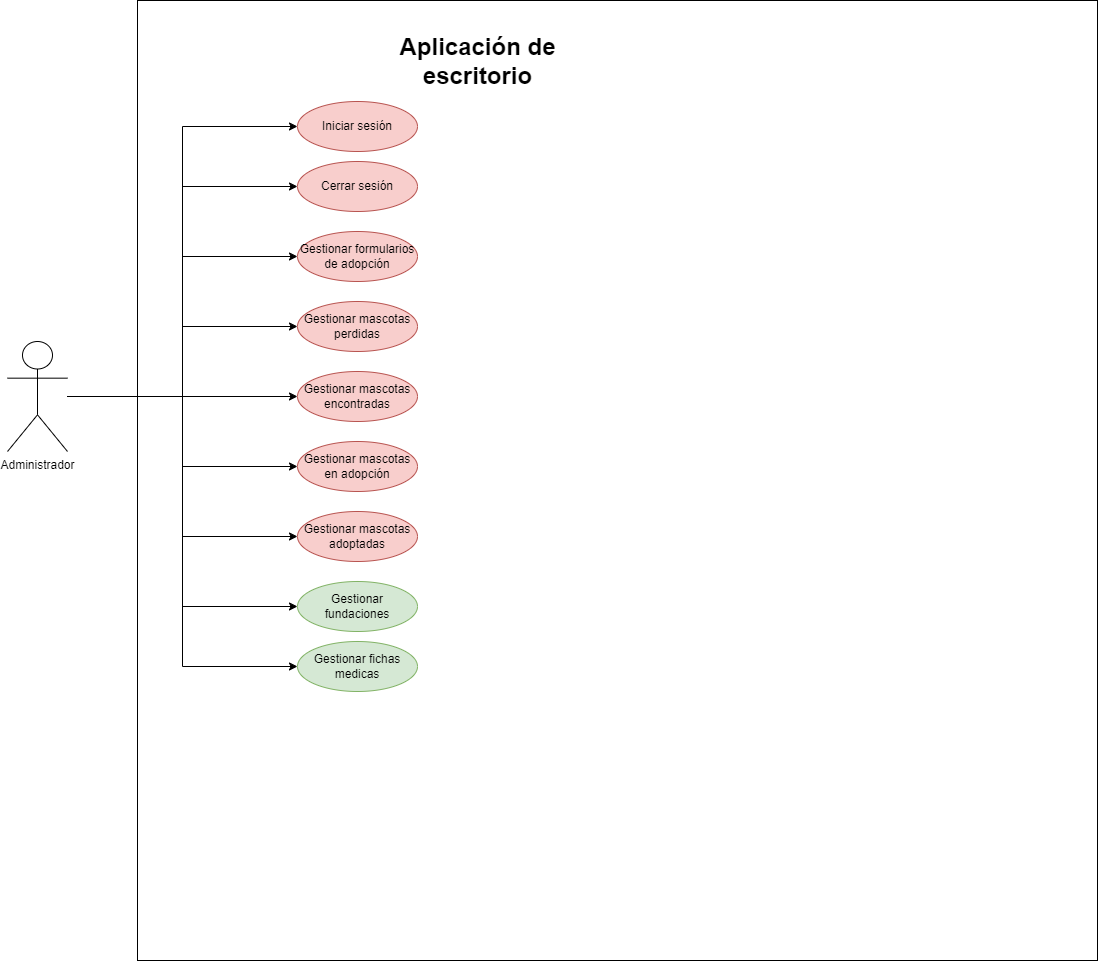 Aplicación de
escritorio
Iniciar sesión
Cerrar sesión
Gestionar formularios
de adopción
Gestionar mascotas
perdidas
Gestionar mascotas
encontradas
Administrador
Gestionar mascotas
en adopción
Gestionar mascotas
adoptadas
Gestionar
fundaciones
Gestionar fichas
medicas